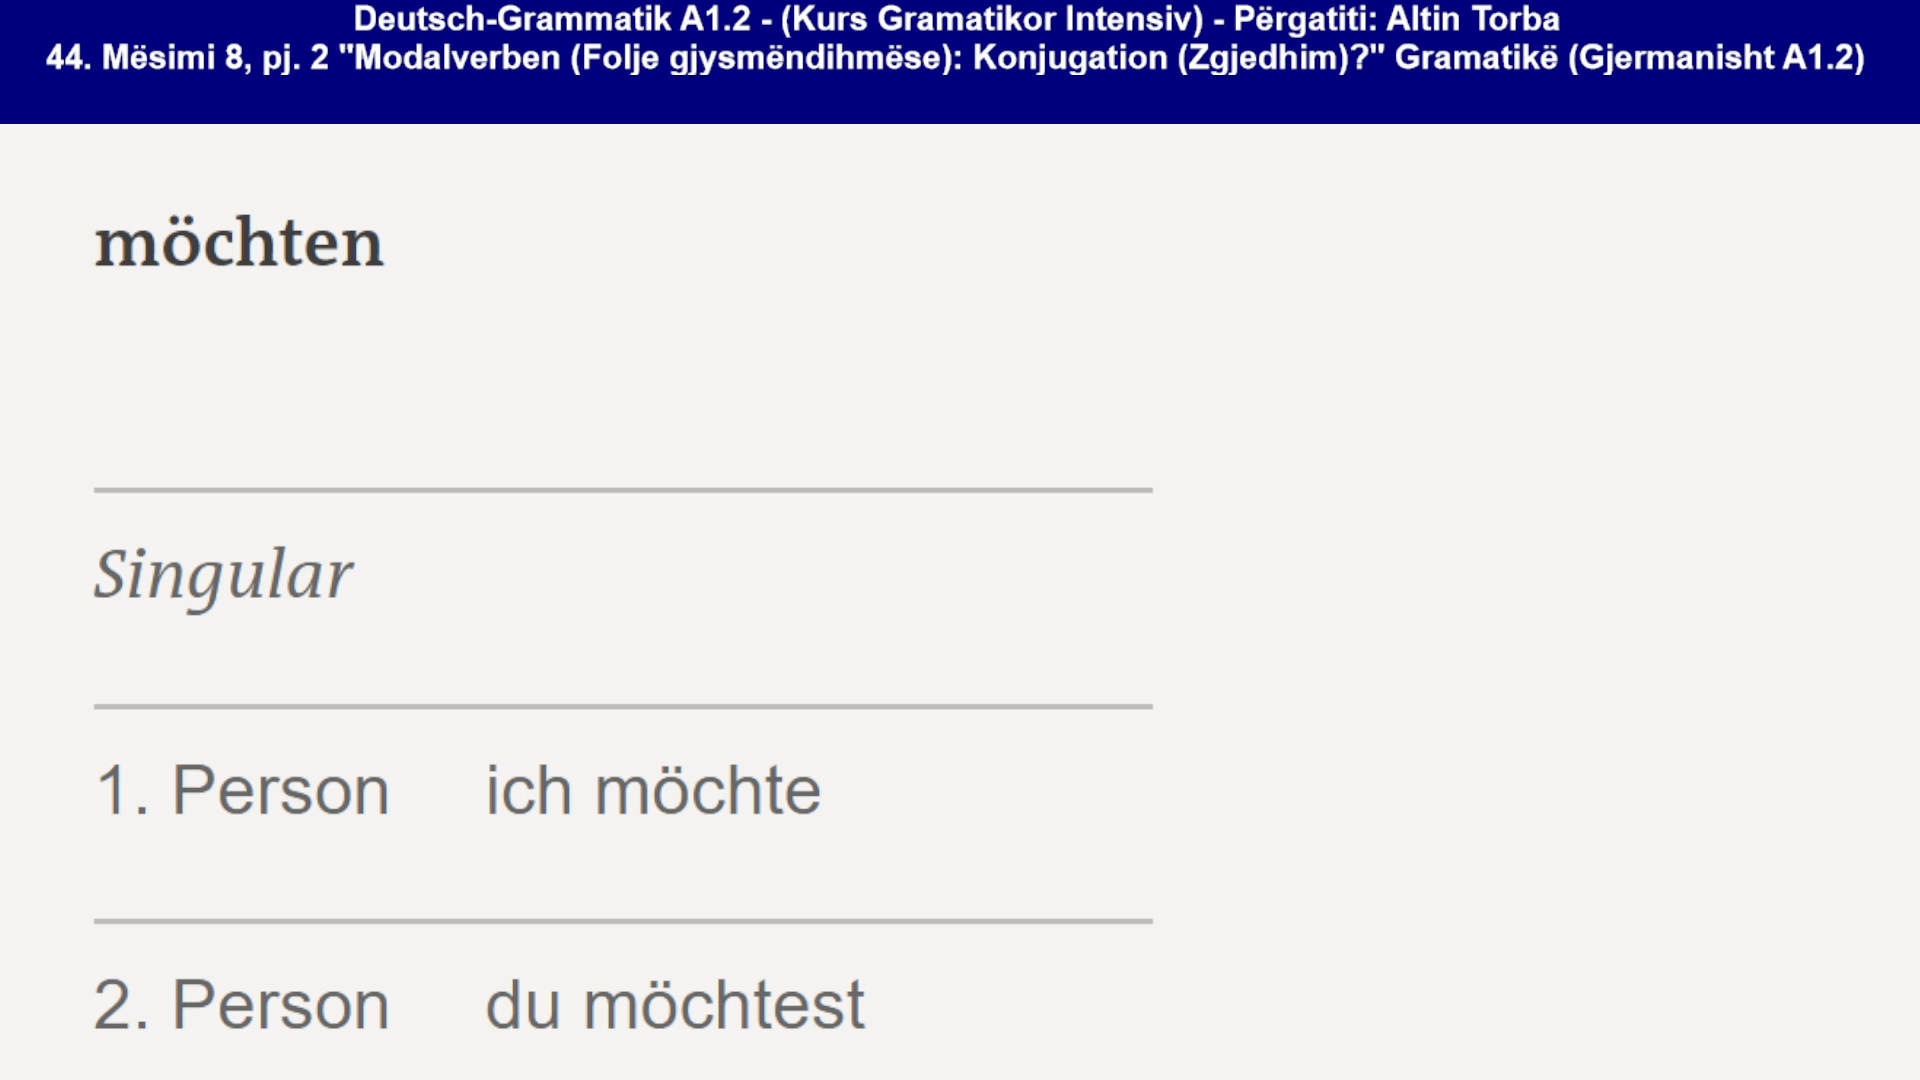 Deutsch-Grammatik A1.2 - (Kurs Gramatikor Intensiv) - Përgatiti: Altin Torba
44. Mësimi 8, pj. 2 "Modalverben (Folje gjysmëndihmëse): Konjugation (Zgjedhim)?" Gramatikë (Gjermanisht A1.2)
möchten
Singular
1. Person ich möchte
2. Person du möchtest